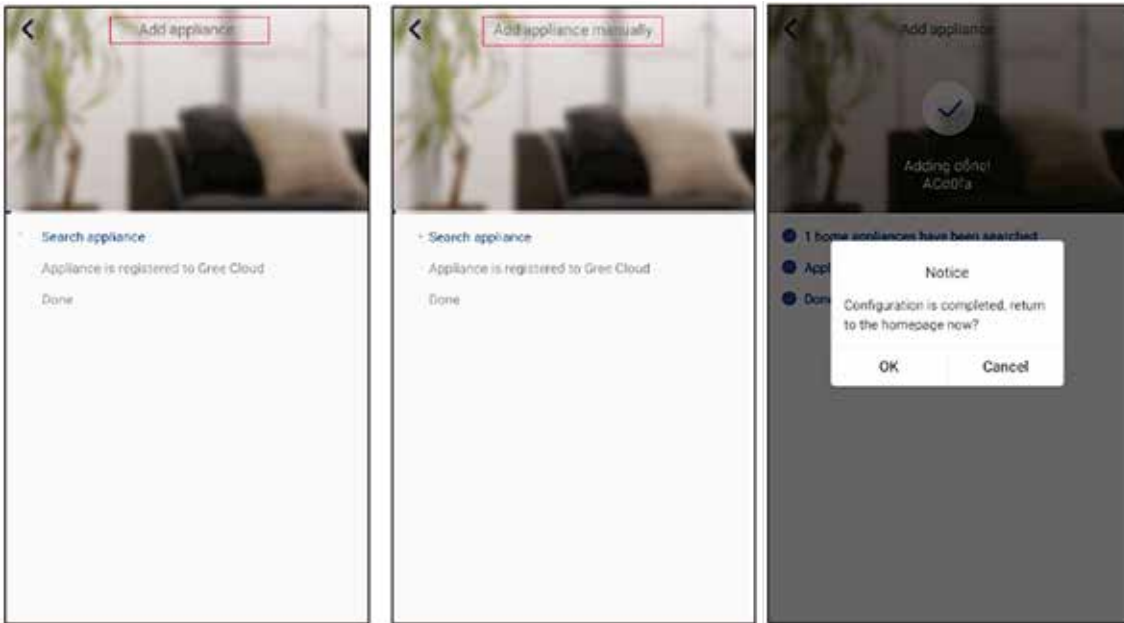 Add appliance
Search appliance
Appliance is registered to Gree Cloud
Done
Add appliance manually
Search appliance
Appliance is registered to Gree Cloud
Done
Add appliance
Adding
1 home appliances have been searched
Appl
Don
Notice
Configuration is completed, return
to the homepage now?
OK
Cancel